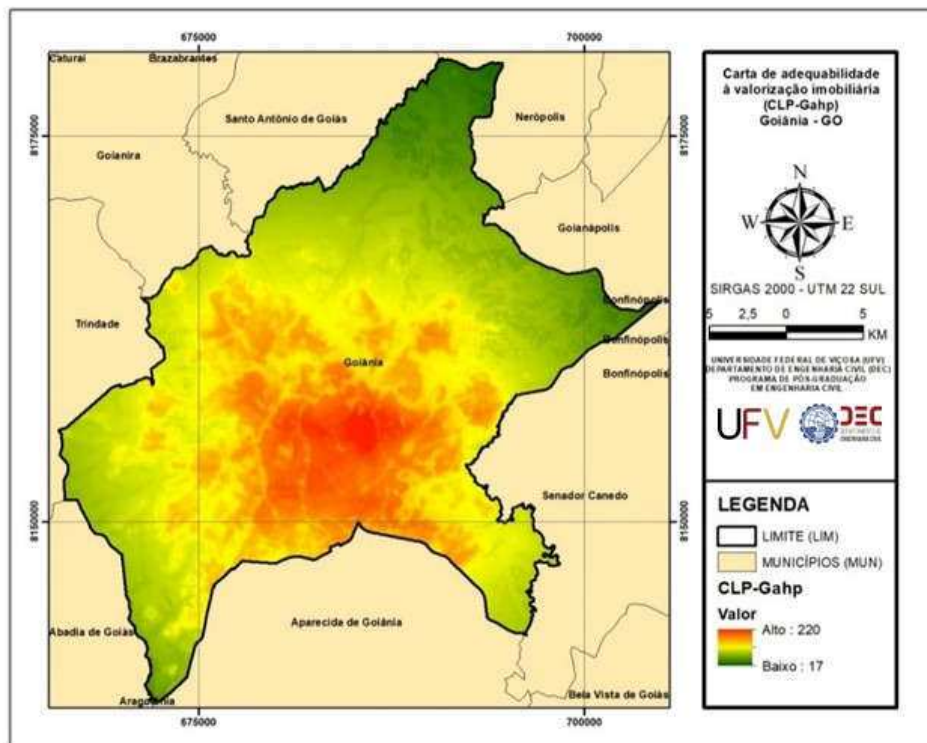 675000
700000
Caturai
Brazabrantes
Santo Antônio de Goiás
Nerópolis
8175000
8175000
Goianira
Goianápolis
Bonfinópolis
Trindade
Bonfinópolis
Goiânia
Bonfinópolis
Senador Canedo
8150000
8150000
Abadia de Goiás
Aparecida de Goiânia
Aragoiânia
Bela Vista de Goiás
675000
700000
Carta de adequabilidade
à valorização imobiliária
(CLP-Gahp)
Goiânia - GO
N
W E
S
SIRGAS 2000 - UTM 22 SUL
5 2,5 0 5
KM
UNIVERSIDADE FEDERAL DE VIÇOSA (UFV)
DEPARTAMENTO DE ENGENHARIA CIVIL (DEC)
PROGRAMA DE PÓS-GRADUAÇÃO
EM ENGENHARIA CIVIL
UFV DEC
LEGENDA
LIMITE (LIM)
MUNICÍPIOS (MUN)
CLP-Gahp
Valor
Alto : 220
Baixo : 17